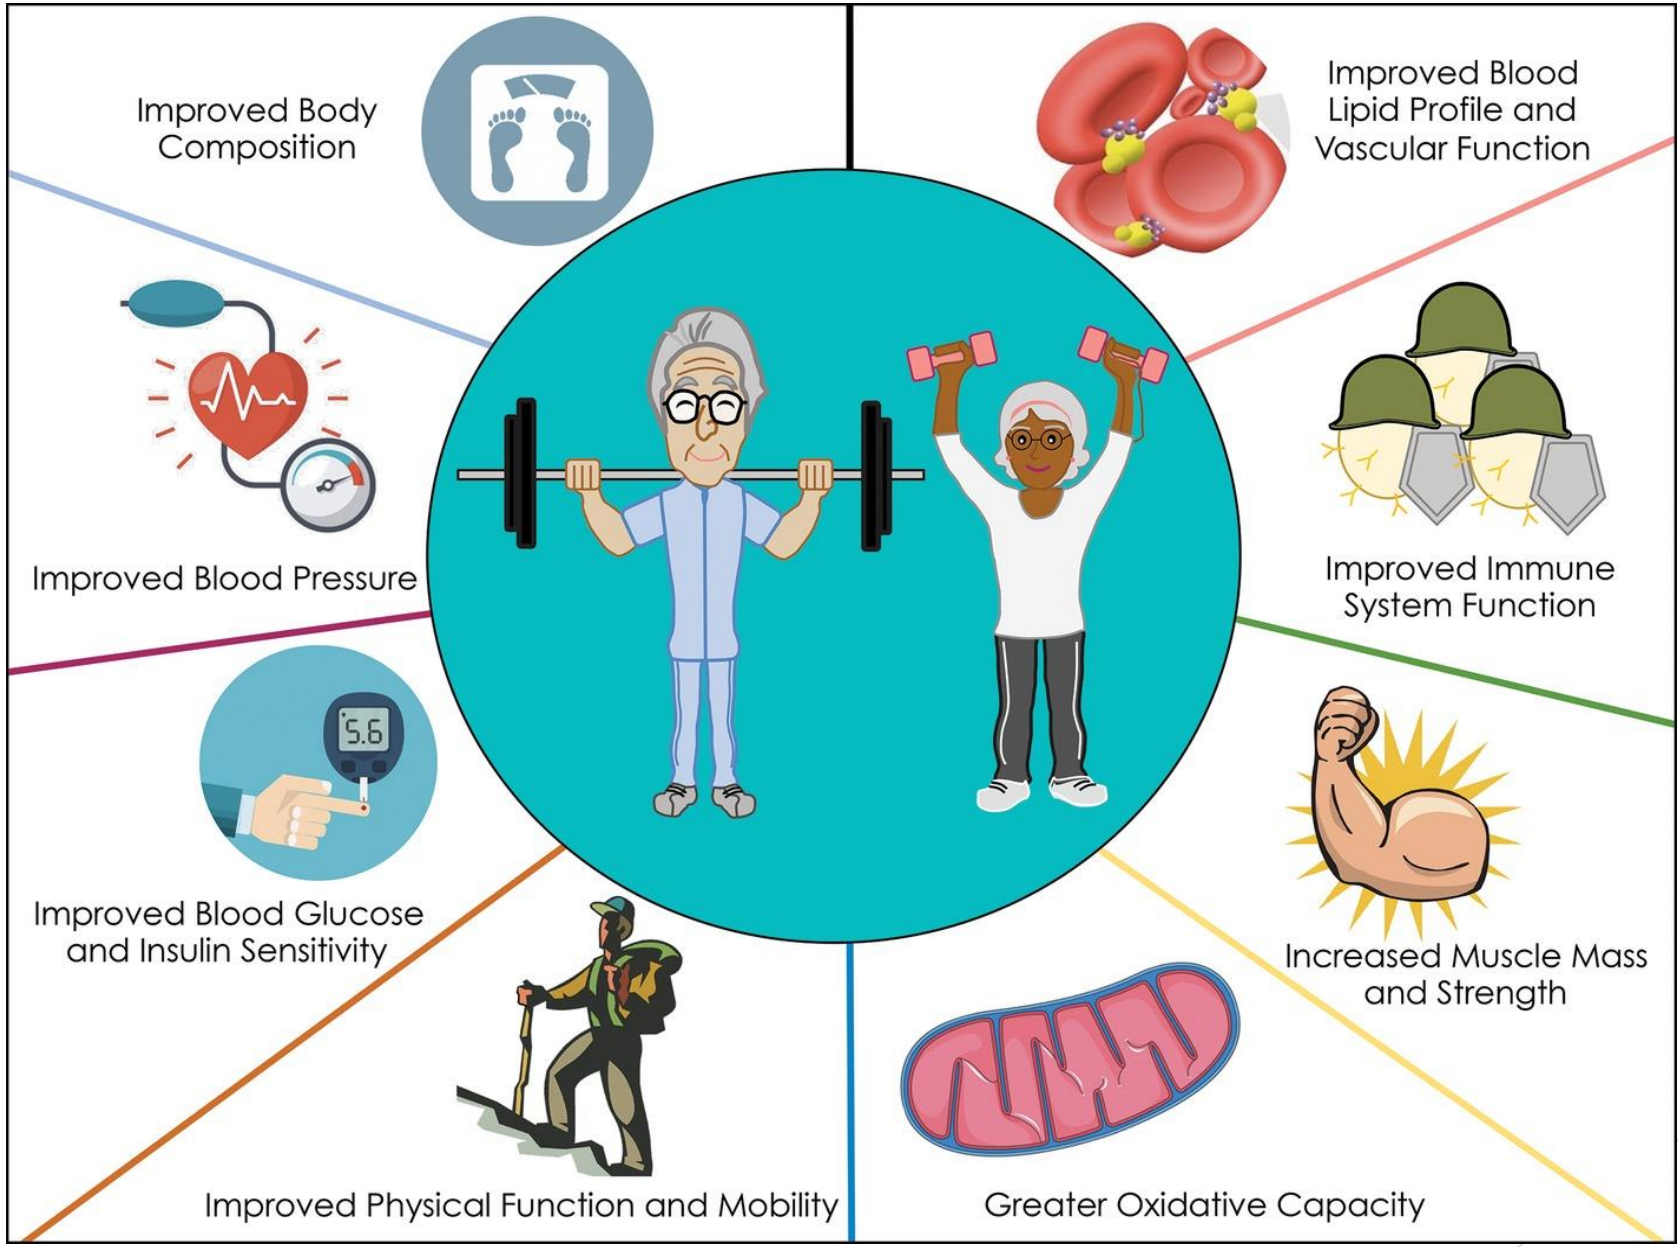 Improved Body
Composition
Improved Blood
Lipid Profile and
Vascular Function
Improved Blood Pressure
Improved Immune
System Function
5.6
Improved Blood Glucose
and Insulin Sensitivity
Increased Muscle Mass
and Strength
Improved Physical Function and Mobility
Greater Oxidative Capacity